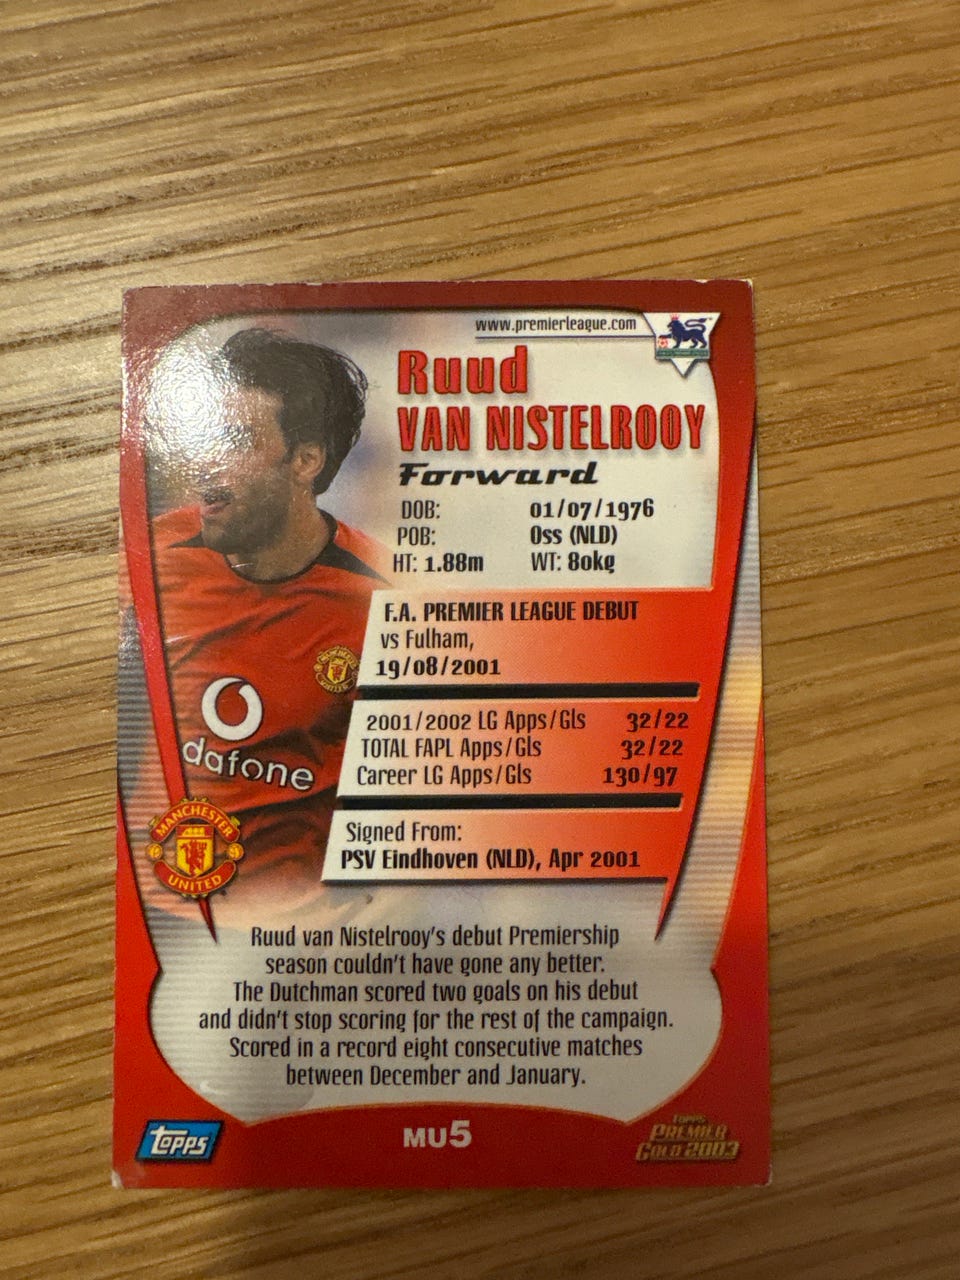 www.premierleague.com
Ruud
VAN NISTELROOY
Forward
DOB: 01/07/1976
POB: Oss (NLD)
HT: 1.88m WT: 80kg
F.A. PREMIER LEAGUE DEBUT
vs Fulham,
19/08/2001
2001/2002 LG Apps/Gls 32/22
TOTAL FAPL Apps/Gls 32/22
Career LG Apps/Gls 130/97
Signed From:
PSV Eindhoven (NLD), Apr 2001
dafone
MANCHESTER
UNITED
MANCHESTER
UNITED
Ruud van Nistelrooy's debut Premiership
season couldn't have gone any better.
The Dutchman scored two goals on his debut
and didn't stop scoring for the rest of the campaign.
Scored in a record eight consecutive matches
between December and January.
TOPPS
MU5
TOPPS
PREMIER
GOLD 2003